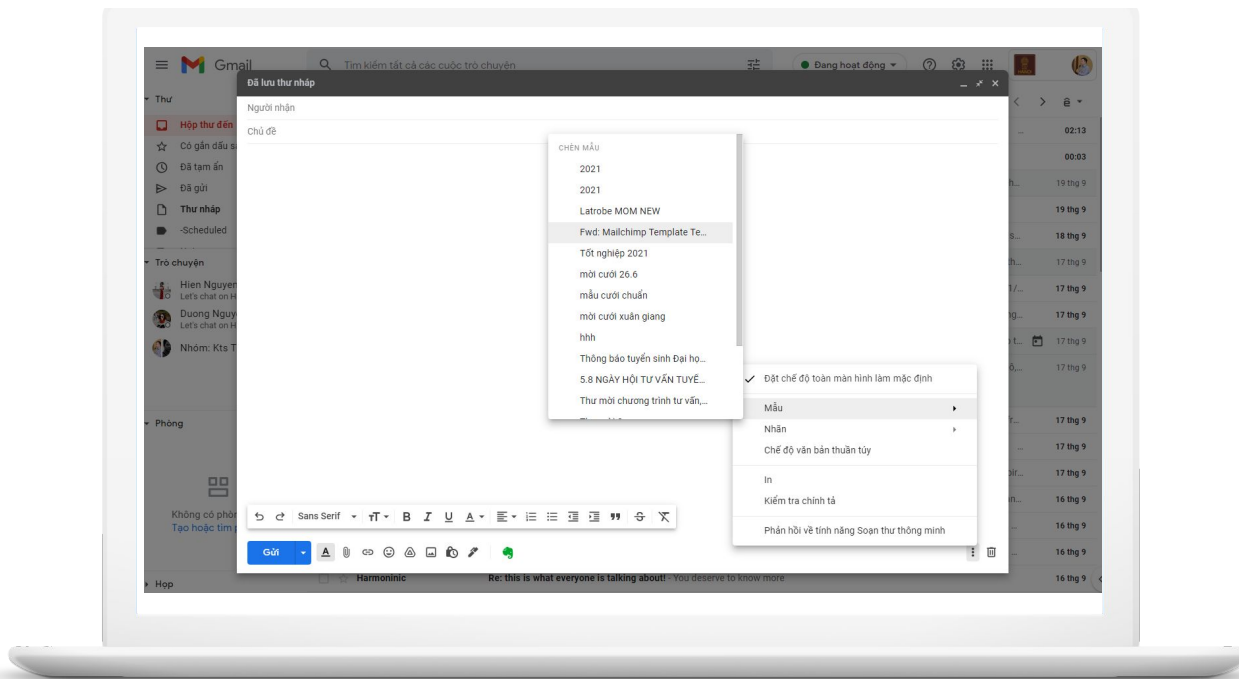 Gmail
Tìm kiếm tất cả các cuộc trò chuyện
Đang hoạt động
Thư
Hộp thư đến
Có gắn dấu s
Đã tạm ẩn
Đã gửi
Thư nháp
-Scheduled
Trò chuyện
Hien Nguyen
Let's chat on H
Duong Nguy
Let's chat on H
Nhóm: Kts T
Phòng
Không có phòn
Tạo hoặc tìm p
Họp
Đã lưu thư nháp
Người nhận
Chủ đề
CHÈN MẪU
2021
2021
Latrobe MOM NEW
Fwd: Mailchimp Template Te...
Tốt nghiệp 2021
mời cưới 26.6
mẫu cưới chuẩn
mời cưới xuân giang
hhh
Thông báo tuyển sinh Đại họ...
5.8 NGÀY HỘI TƯ VẤN TUYỂ...
Thư mời chương trình tư vấn,...
Đặt chế độ toàn màn hình làm mặc định
Mẫu
Nhãn
Chế độ văn bản thuần túy
In
Kiểm tra chính tả
Phản hồi về tính năng Soạn thư thông minh
Sans Serif
Gửi
02:13
00:03
19 thg 9
19 thg 9
18 thg 9
17 thg 9
17 thg 9
17 thg 9
17 thg 9
17 thg 9
17 thg 9
17 thg 9
17 thg 9
16 thg 9
16 thg 9
16 thg 9
Harmoninic Re: this is what everyone is talking about! - You deserve to know more 16 thg 9